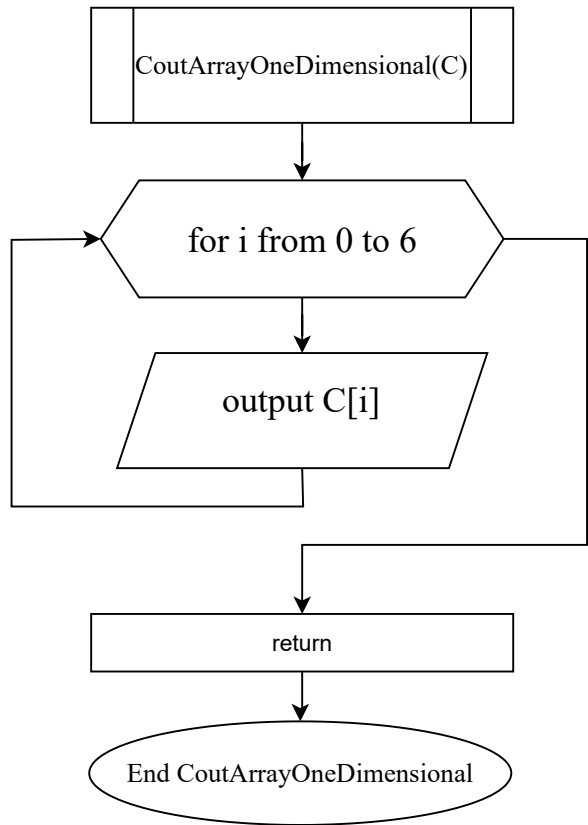 CoutArrayOneDimensional(C)
for i from 0 to 6
output C[i]
return
End CoutArrayOneDimensional